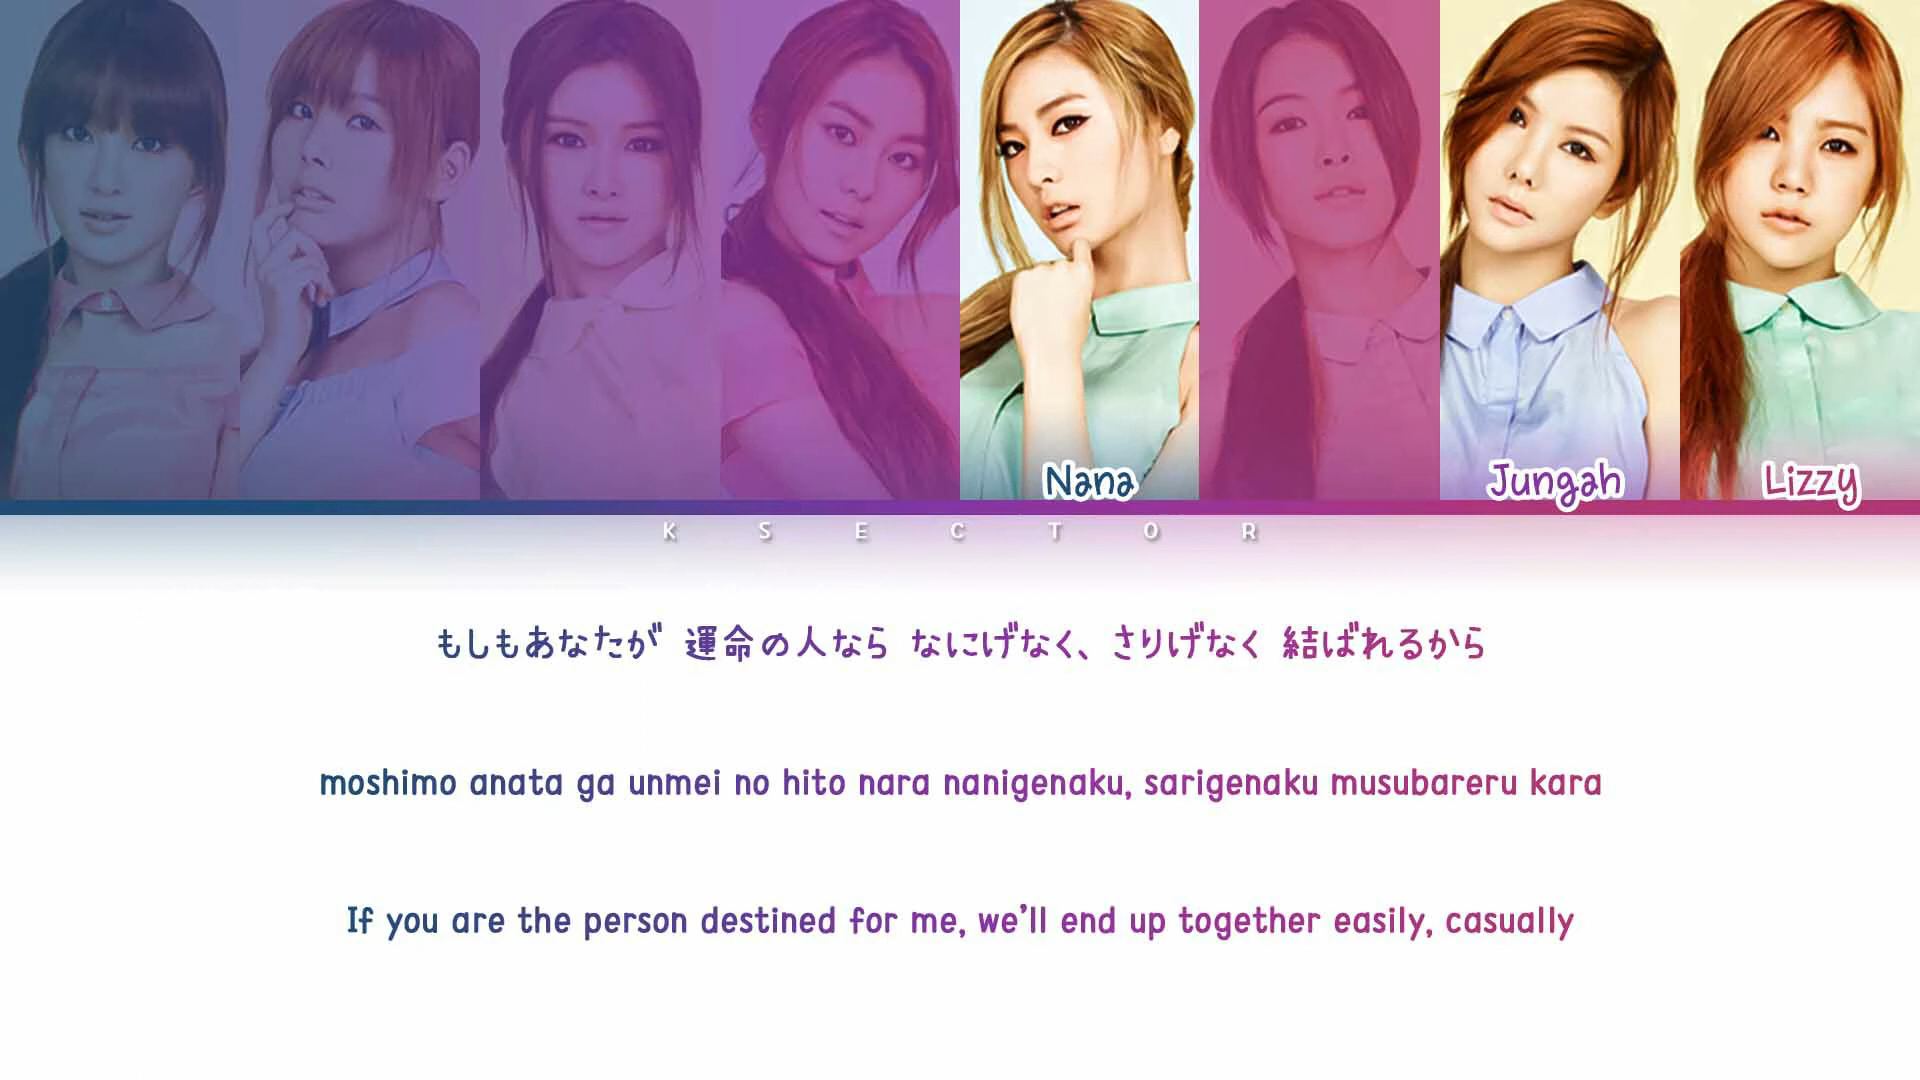 Nana
Jungah
Lizzy
K S E C T O R
もしもあなたが 運命の人なら なにげなく、さりげなく 結ばれるから
moshimo anata ga unmei no hito nara nanigenaku, sarigenaku musubareru kara
If you are the person destined for me, we'll end up together easily, casually